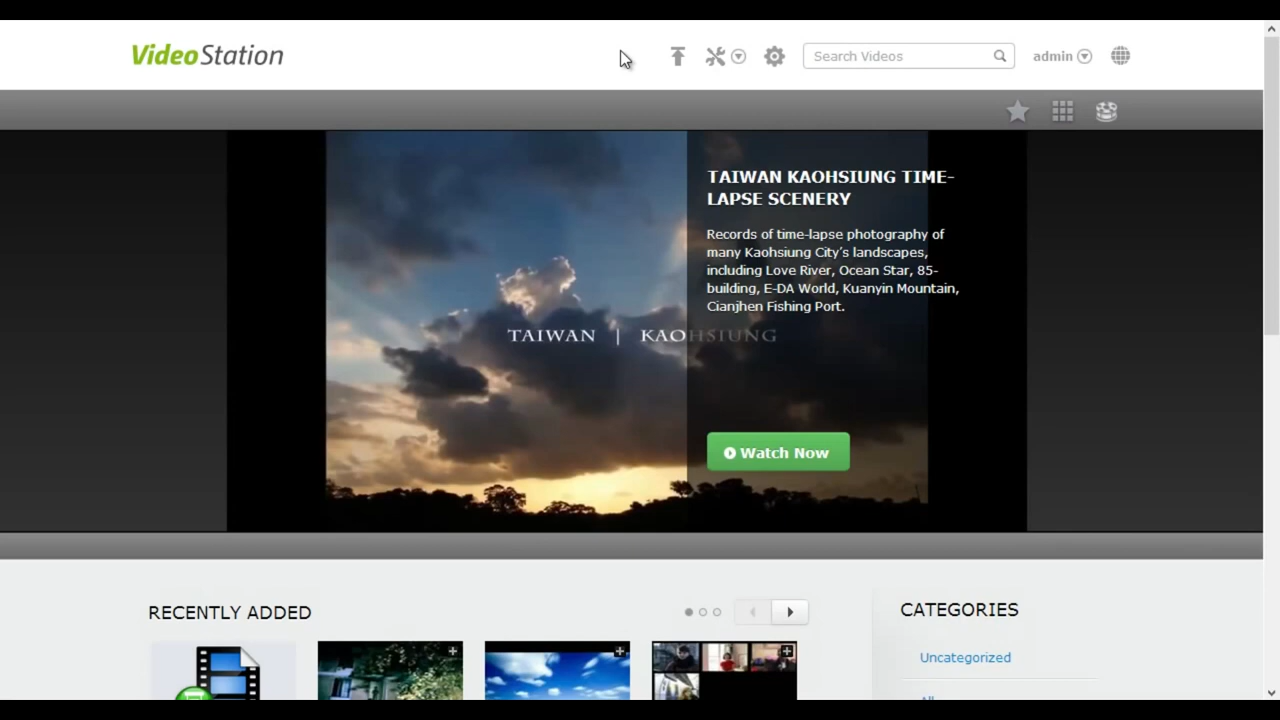 VideoStation
Search Videos
admin
TAIWAN KAOHSIUNG TIME-
LAPSE SCENERY
Records of time-lapse photography of
many Kaohsiung City's landscapes,
including Love River, Ocean Star, 85-
building, E-DA World, Kuanyin Mountain,
Cianjhen Fishing Port.
TAIWAN | KAOHSIUNG
Watch Now
RECENTLY ADDED
CATEGORIES
Uncategorized